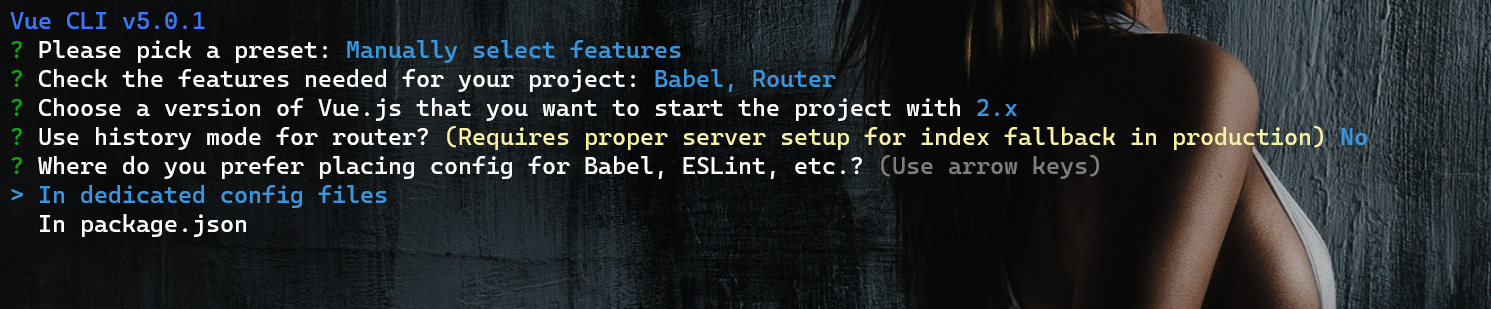 Vue CLI v5.0.1
? Please pick a preset: Manually select features
? Check the features needed for your project: Babel, Router
? Choose a version of Vue.js that you want to start the project with 2.x
? Use history mode for router? (Requires proper server setup for index fallback in production) No
? Where do you prefer placing config for Babel, ESLint, etc.? (Use arrow keys)
> In dedicated config files
  In package.json